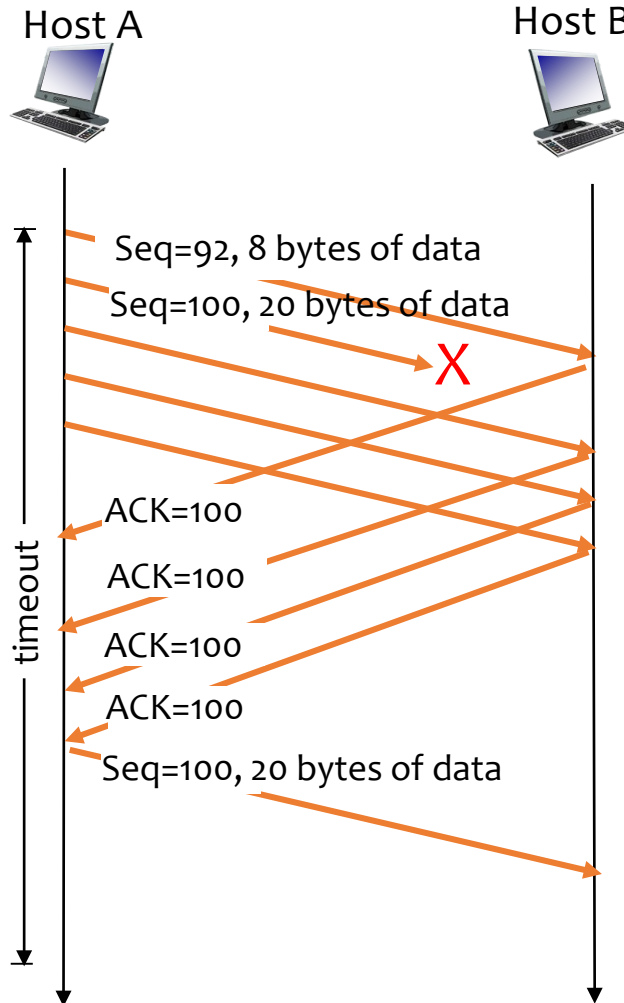 Host A
Host B
Seq=92, 8 bytes of data
Seq=100, 20 bytes of data
X
ACK=100
timeout
ACK=100
ACK=100
ACK=100
Seq=100, 20 bytes of data